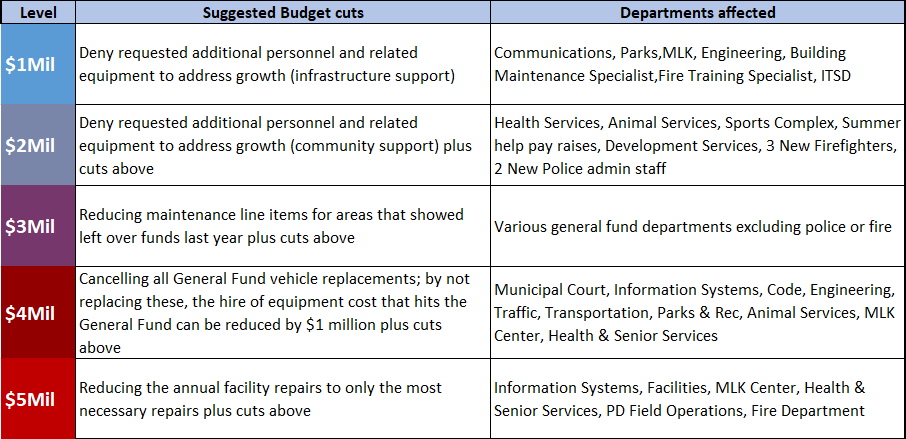 Level Suggested Budget cuts Departments affected
$1Mil
Deny requested additional personnel and related
equipment to address growth (infrastructure support)
Communications, Parks,MLK, Engineering, Building
Maintenance Specialist,Fire Training Specialist, ITSD
$2Mil
Deny requested additional personnel and related
equipment to address growth (community support) plus
cuts above
Health Services, Animal Services, Sports Complex, Summer
help pay raises, Development Services, 3 New Firefighters,
2 New Police admin staff
$3Mil
Reducing maintenance line items for areas that showed
left over funds last year plus cuts above
Various general fund departments excluding police or fire
$4Mil
Cancelling all General Fund vehicle replacements; by not
replacing these, the hire of equipment cost that hits the
General Fund can be reduced by $1 million plus cuts
above
Municipal Court, Information Systems, Code, Engineering,
Traffic, Transportation, Parks & Rec, Animal Services, MLK
Center, Health & Senior Services
$5Mil
Reducing the annual facility repairs to only the most
necessary repairs plus cuts above
Information Systems, Facilities, MLK Center, Health &
Senior Services, PD Field Operations, Fire Department